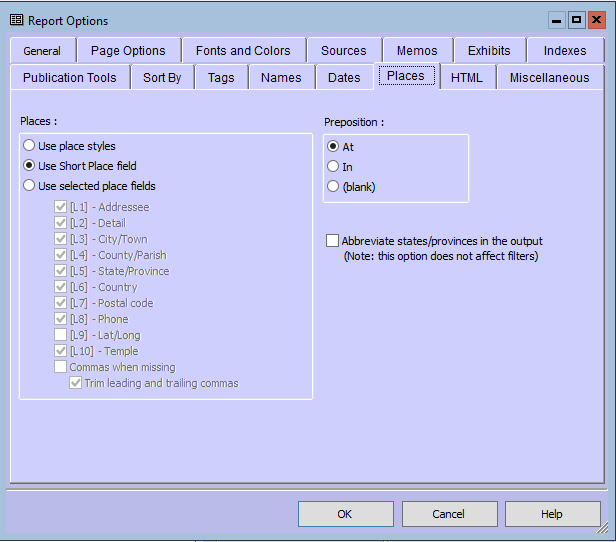 Report Options
General Page Options Fonts and Colors Sources Memos Exhibits Indexes
Publication Tools Sort By Tags Names Dates Places HTML Miscellaneous
Places :
Use place styles
Use Short Place field
Use selected place fields
[L1] - Addressee
[L2] - Detail
[L3] - City/Town
[L4] - County/Parish
[L5] - State/Province
[L6] - Country
[L7] - Postal code
[L8] - Phone
[L9] - Lat/Long
[L10] - Temple
Commas when missing
Trim leading and trailing commas
Preposition :
At
In
(blank)
Abbreviate states/provinces in the output
(Note: this option does not affect filters)
OK Cancel Help